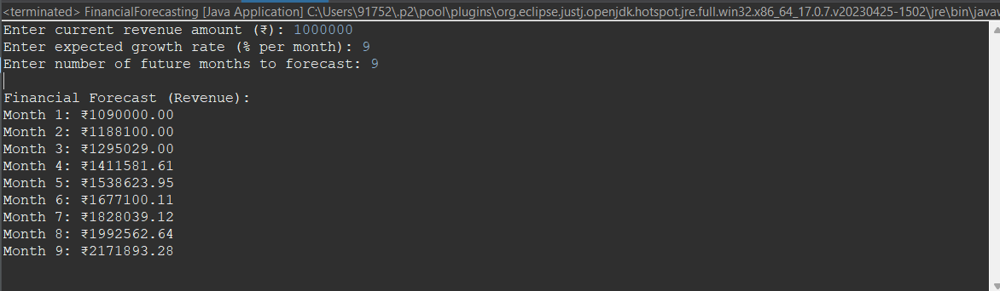 <terminated> FinancialForecasting [Java Application] C:\Users\91752\.p2\pool\plugins\org.eclipse.justj.openjdk.hotspot.jre.full.win32.x86_64_17.0.7.v20230425-1502\jre\bin\javaw
Enter current revenue amount (₹): 1000000
Enter expected growth rate (% per month): 9
Enter number of future months to forecast: 9
Financial Forecast (Revenue):
Month 1: ₹1090000.00
Month 2: ₹1188100.00
Month 3: ₹1295029.00
Month 4: ₹1411581.61
Month 5: ₹1538623.95
Month 6: ₹1677100.11
Month 7: ₹1828039.12
Month 8: ₹1992562.64
Month 9: ₹2171893.28